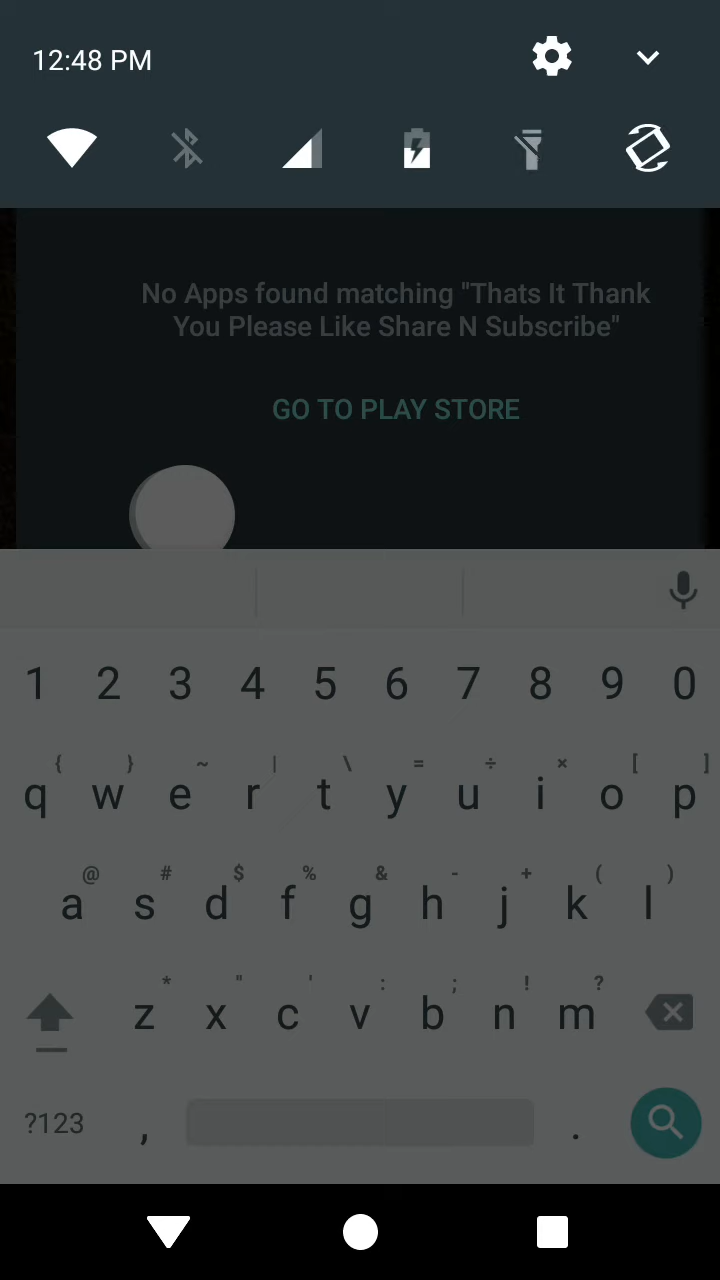 12:48 PM
No Apps found matching "Thats It Thank
You Please Like Share N Subscribe"
GO TO PLAY STORE
1 2 3 4 5 6 7 8 9 0
{ } ~ | \ = ÷ × [ ]
q w e r t y u i o p
@ # $ % & - + ( )
a s d f g h j k l
* " ' : ; ! ?
z x c v b n m
?123 , .